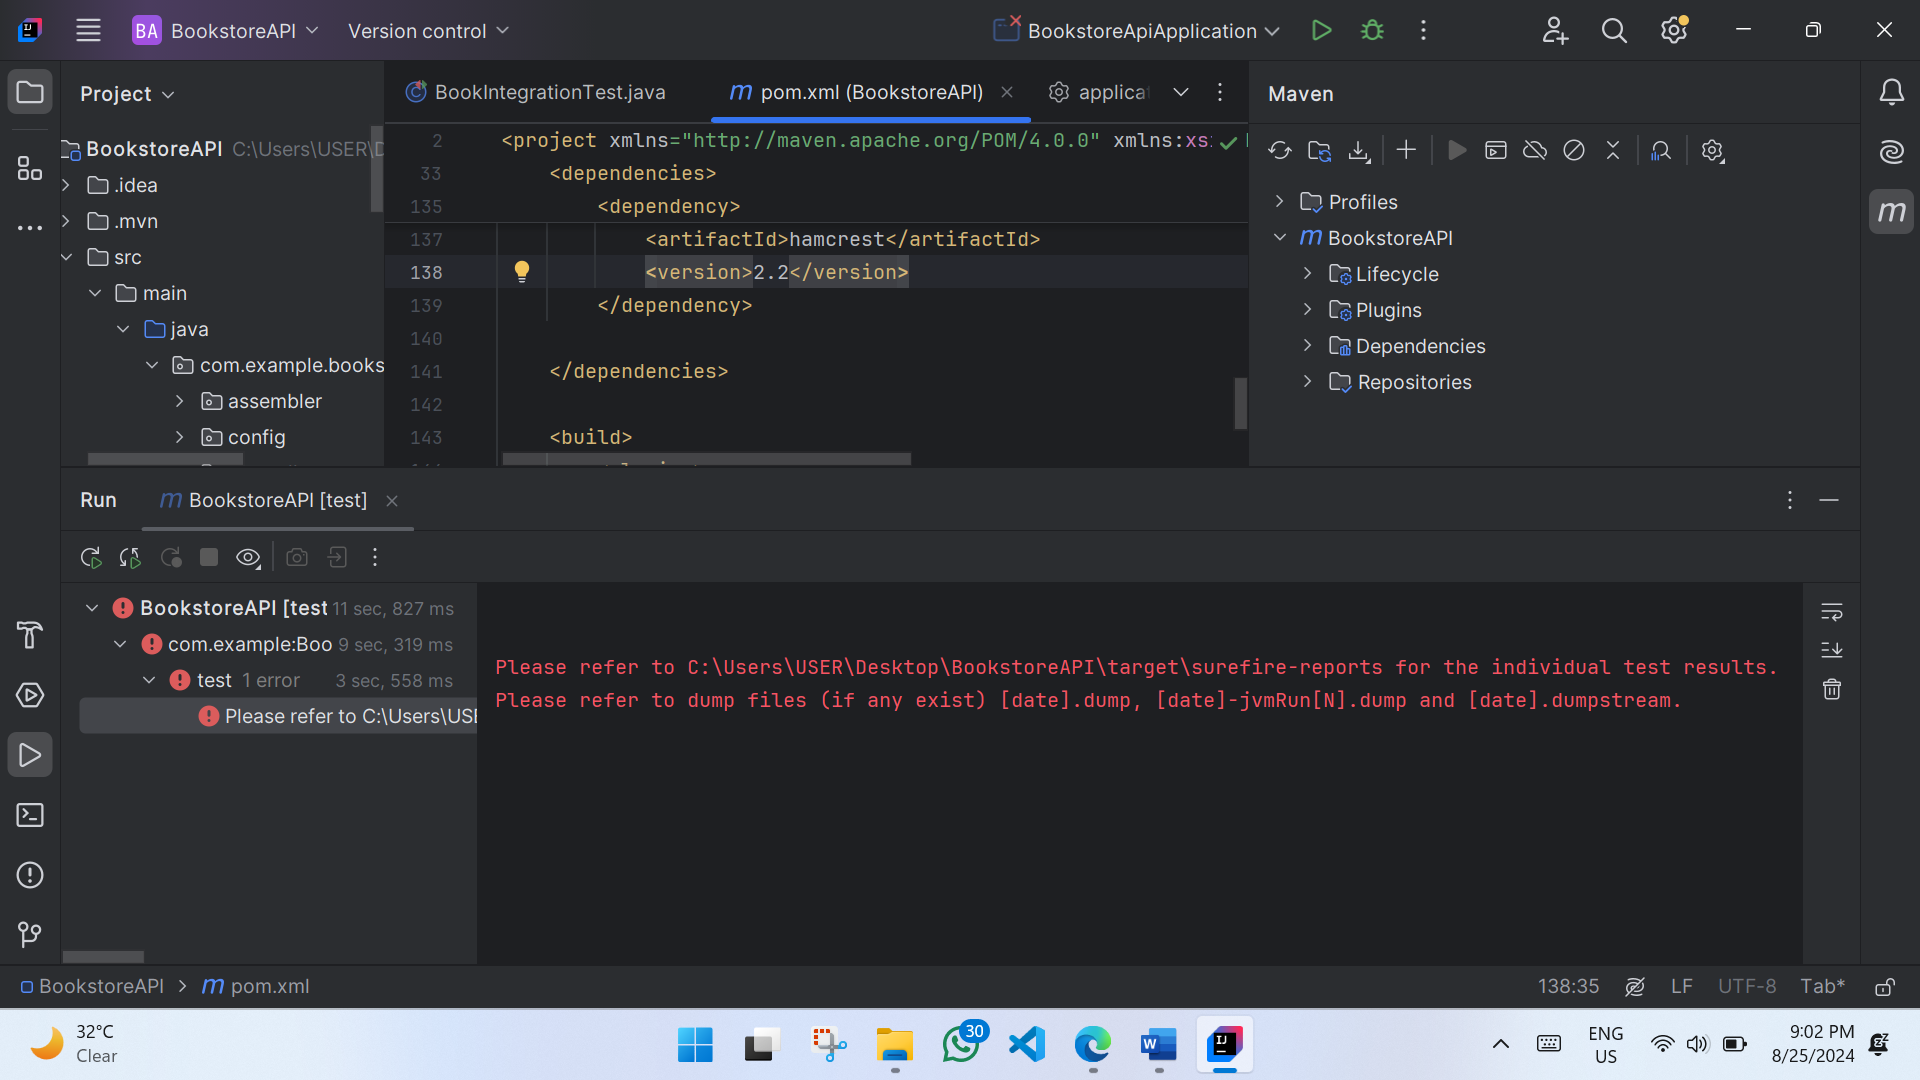 BA BookstoreAPI Version control BookstoreApiApplication
Project
BookstoreAPI C:\Users\USER\D
.idea
.mvn
src
main
java
com.example.books
assembler
config
BookIntegrationTest.java pom.xml (BookstoreAPI) applica
2 <project xmlns="http://maven.apache.org/POM/4.0.0" xmlns:xs
33 <dependencies>
135 <dependency>
137 <artifactId>hamcrest</artifactId>
138 <version>2.2</version>
139 </dependency>
140
141 </dependencies>
142
143 <build>
Maven
Profiles
BookstoreAPI
Lifecycle
Plugins
Dependencies
Repositories
Run BookstoreAPI [test]
BookstoreAPI [test 11 sec, 827 ms
com.example:Boo 9 sec, 319 ms
test 1 error 3 sec, 558 ms
Please refer to C:\Users\USE
Please refer to C:\Users\USER\Desktop\BookstoreAPI\target\surefire-reports for the individual test results.
Please refer to dump files (if any exist) [date].dump, [date]-jvmRun[N].dump and [date].dumpstream.
BookstoreAPI > pom.xml 138:35 LF UTF-8 Tab*
32°C
Clear
30
ENG
US
9:02 PM
8/25/2024